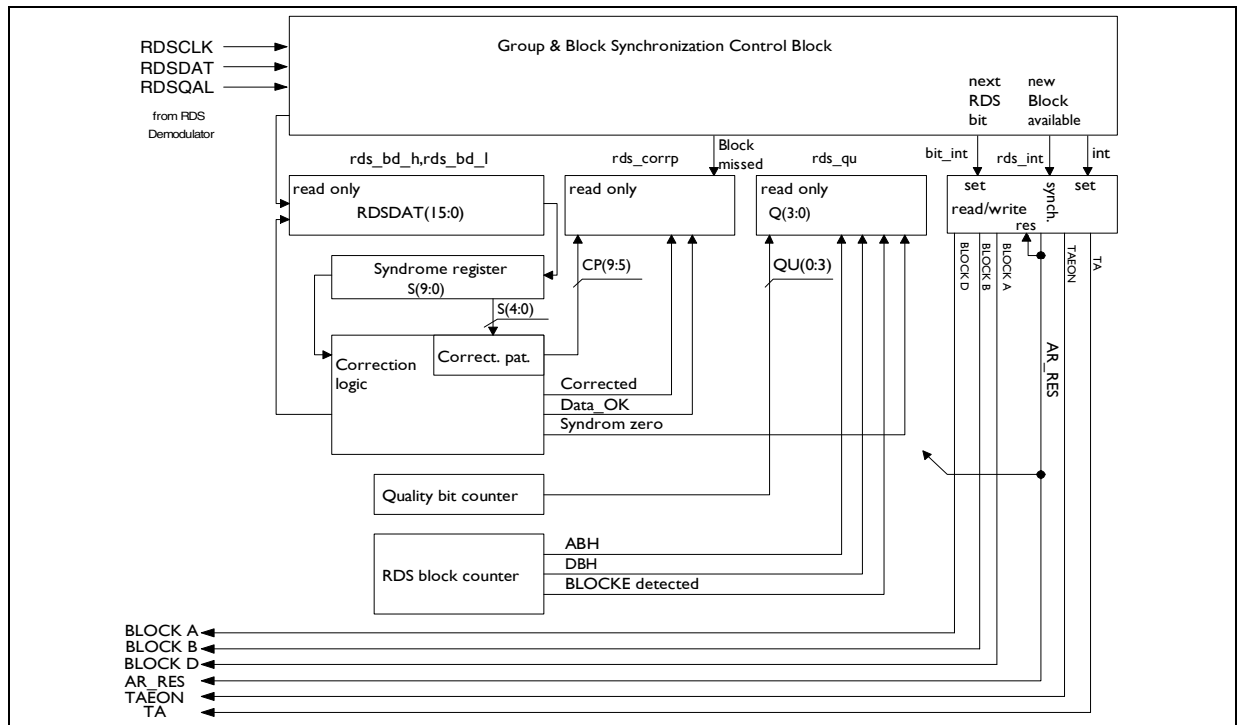 RDSCLK
RDSDAT
RDSQAL
from RDS
Demodulator
Group & Block Synchronization Control Block
next
RDS
bit
new
Block
available
Block
missed
bit_int
rds_int
int
rds_bd_h,rds_bd_l
rds_corrp
rds_qu
read only
RDSDAT(15:0)
read only
read only
Q(3:0)
set
synch.
set
read/write
res
BLOCK D
BLOCK B
BLOCK A
TAEON
TA
Syndrome register
S(9:0)
S(4:0)
CP(9:5)
QU(0:3)
Correction
logic
Correct. pat.
Corrected
Data_OK
Syndrom zero
AR_RES
Quality bit counter
RDS block counter
ABH
DBH
BLOCKE detected
BLOCK A
BLOCK B
BLOCK D
AR_RES
TAEON
TA